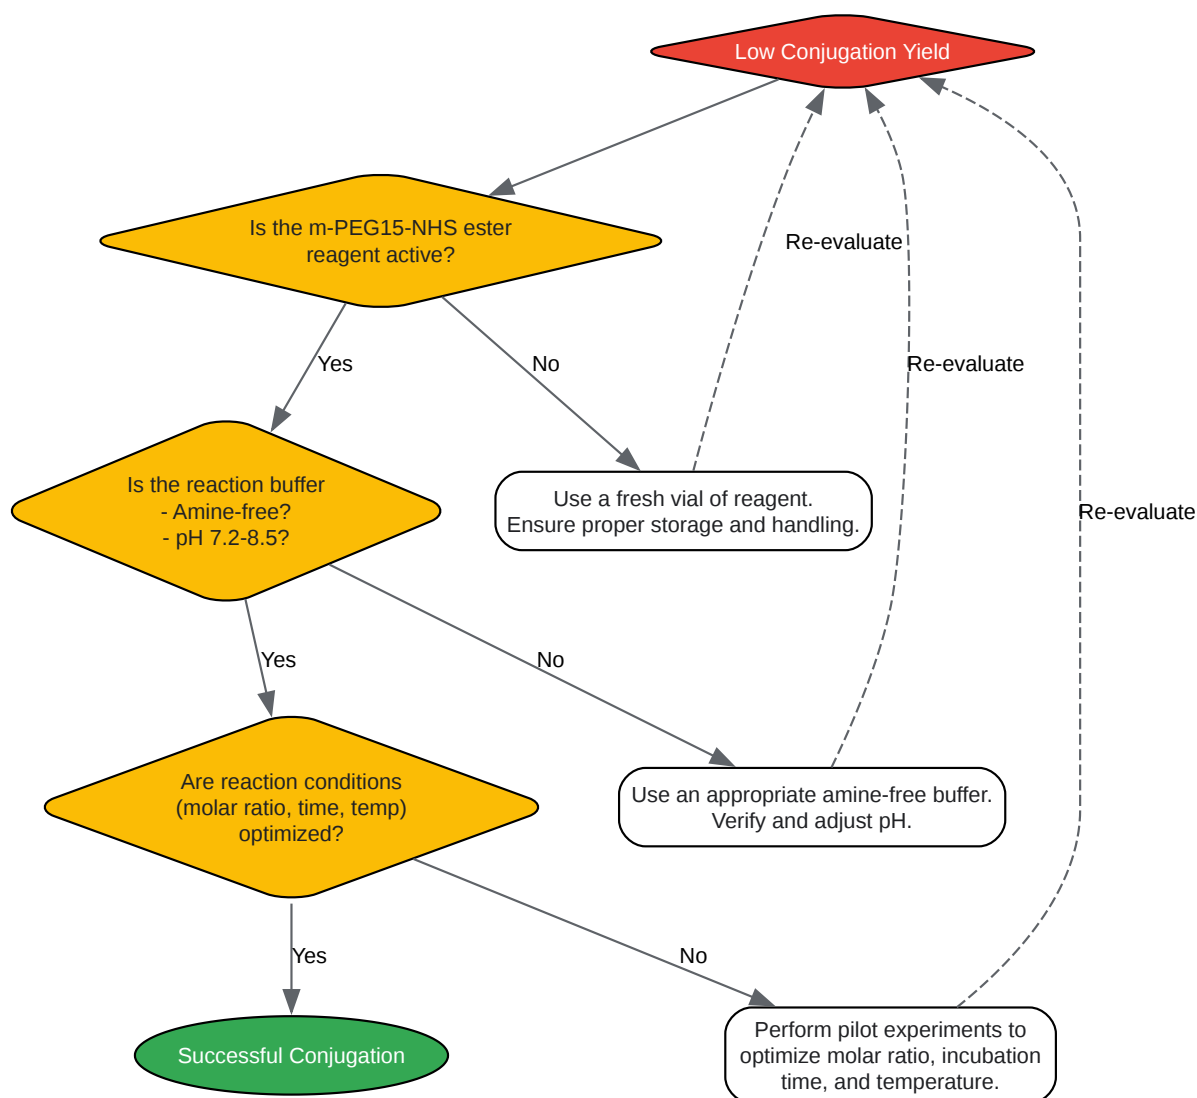 Low Conjugation Yield
Is the m-PEG15-NHS ester
reagent active?
Re-evaluate
Yes
No
Re-evaluate
Is the reaction buffer
- Amine-free?
- pH 7.2-8.5?
Use a fresh vial of reagent.
Ensure proper storage and handling.
Re-evaluate
Yes
No
Are reaction conditions
(molar ratio, time, temp)
optimized?
Use an appropriate amine-free buffer.
Verify and adjust pH.
Yes
No
Successful Conjugation
Perform pilot experiments to
optimize molar ratio, incubation
time, and temperature.